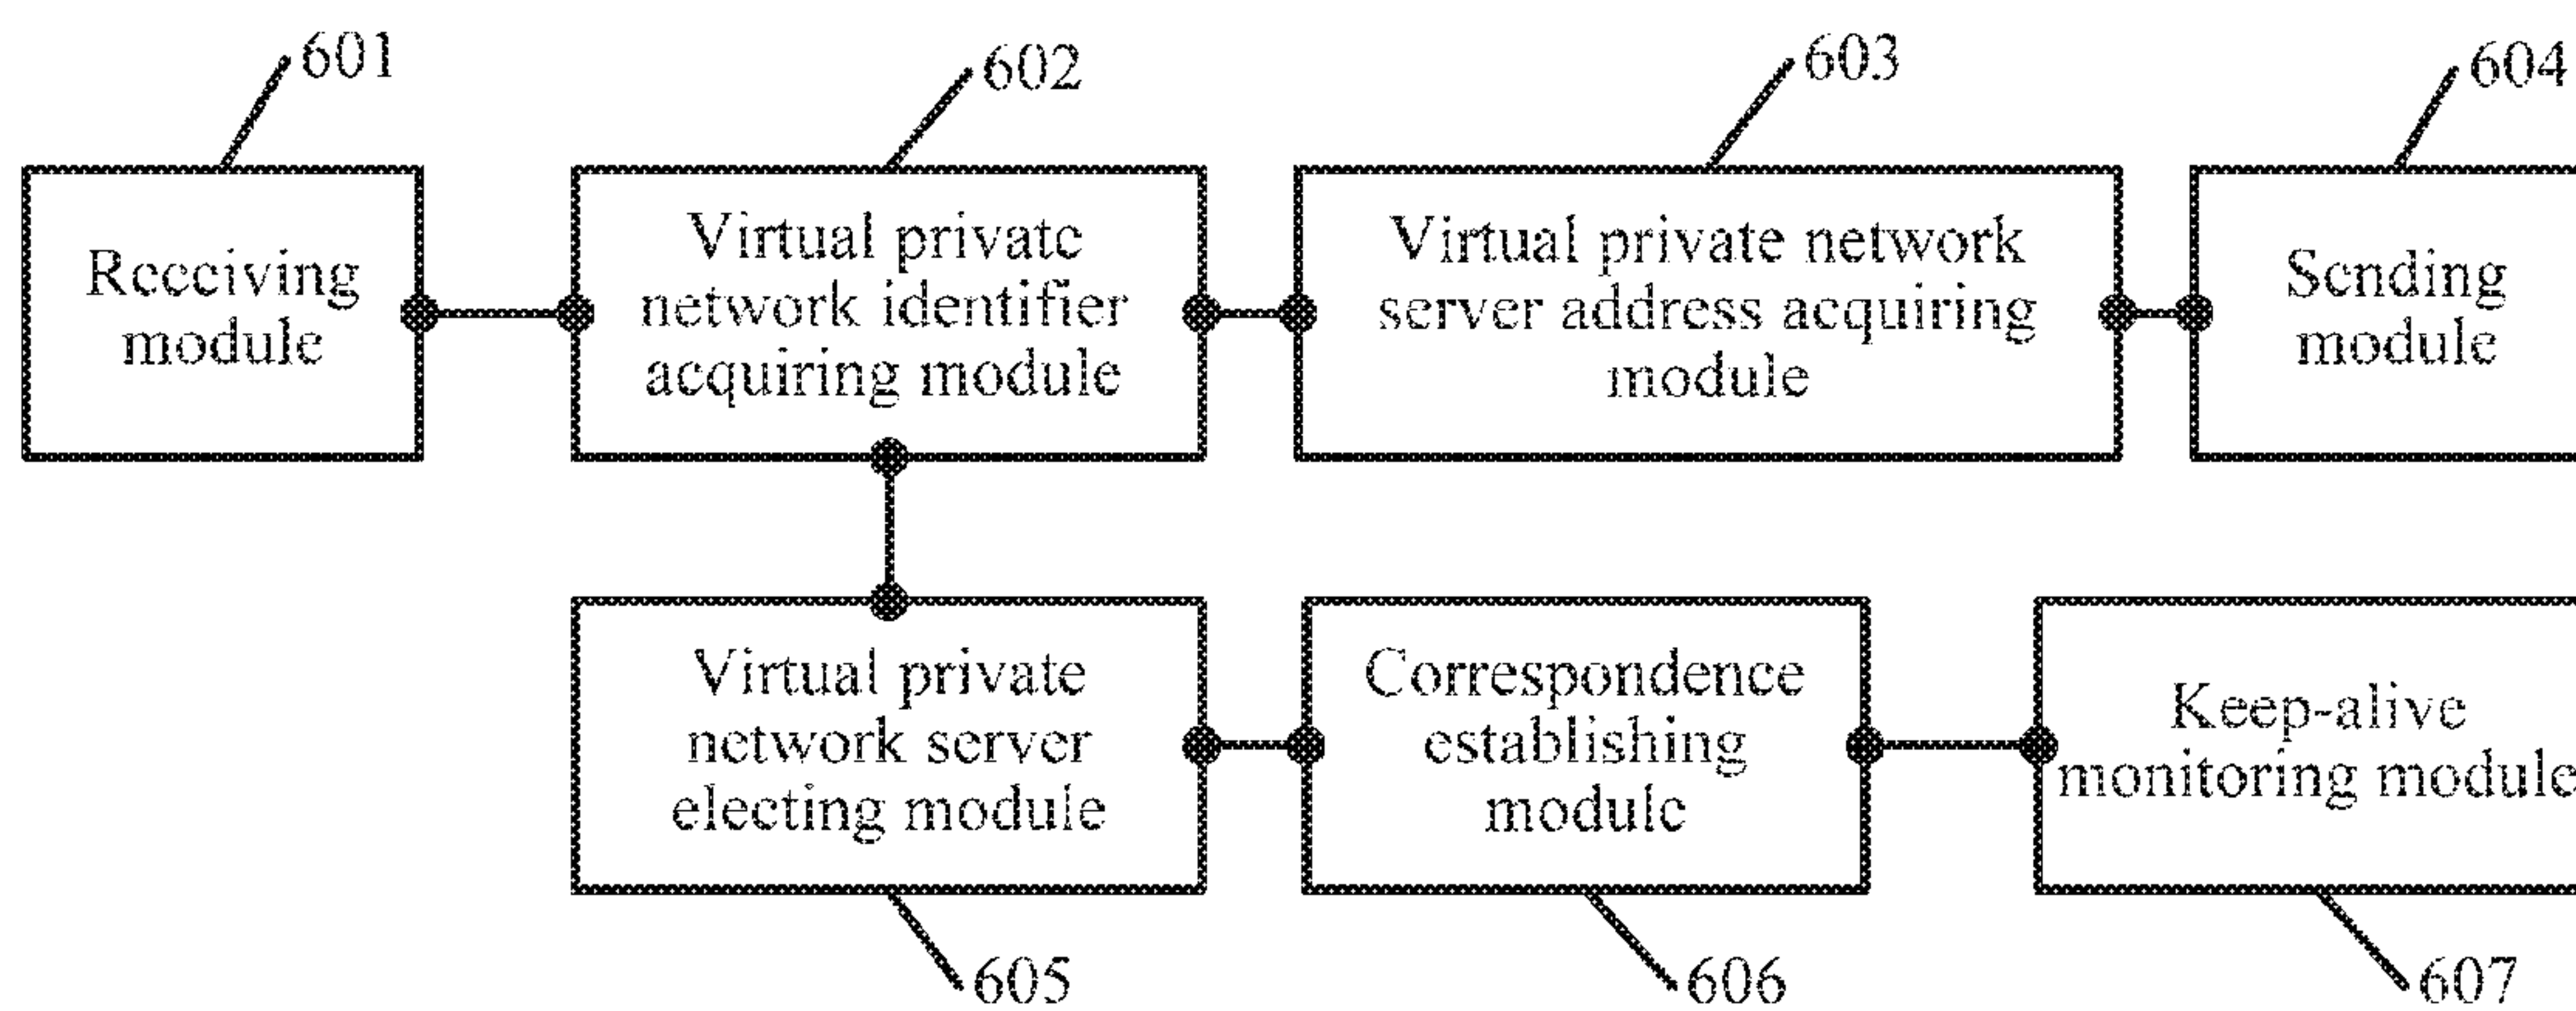 601
602
603
604
Receiving
module
Virtual private
network identifier
acquiring module
Virtual private network
server address acquiring
module
Sending
module
Virtual private
network server
electing module
Correspondence
establishing
module
Keep-alive
monitoring module
605
606
607